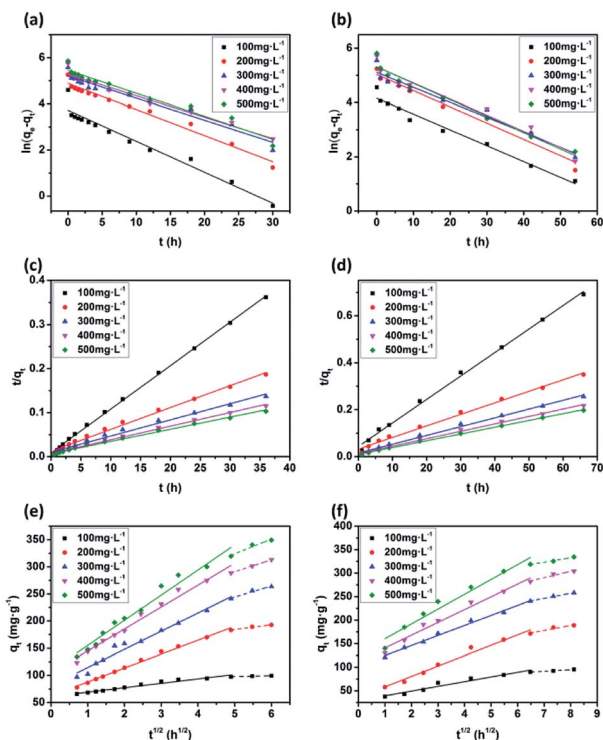 (a)
100mg·L-1
200mg·L-1
300mg·L-1
400mg·L-1
500mg·L-1
ln(qe-qt)
6
4
2
0
0 5 10 15 20 25 30
t (h)
(b)
100mg·L-1
200mg·L-1
300mg·L-1
400mg·L-1
500mg·L-1
ln(qe-qt)
6
4
2
0
0 10 20 30 40 50 60
t (h)
(c)
100mg·L-1
200mg·L-1
300mg·L-1
400mg·L-1
500mg·L-1
t/qt
0.4
0.3
0.2
0.1
0.0
0 5 10 15 20 25 30 35 40
t (h)
(d)
100mg·L-1
200mg·L-1
300mg·L-1
400mg·L-1
500mg·L-1
t/qt
0.8
0.6
0.4
0.2
0.0
0 10 20 30 40 50 60 70
t (h)
(e)
100mg·L-1
200mg·L-1
300mg·L-1
400mg·L-1
500mg·L-1
qt (mg·g-1)
400
350
300
250
200
150
100
50
0 1 2 3 4 5 6
t1/2 (h1/2)
(f)
100mg·L-1
200mg·L-1
300mg·L-1
400mg·L-1
500mg·L-1
qt (mg·g-1)
400
350
300
250
200
150
100
50
0
0 1 2 3 4 5 6 7 8 9
t1/2 (h1/2)